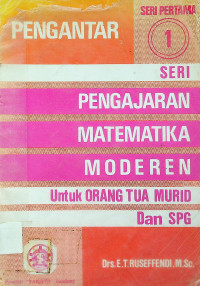 SERI PERTAMA
PENGANTAR
1
SERI
PENGAJARAN
MATEMATIKA
MODEREN
Untuk ORANG TUA MURID
Dan SPG
Drs. E.T. RUSEFFENDI. M.Sc.